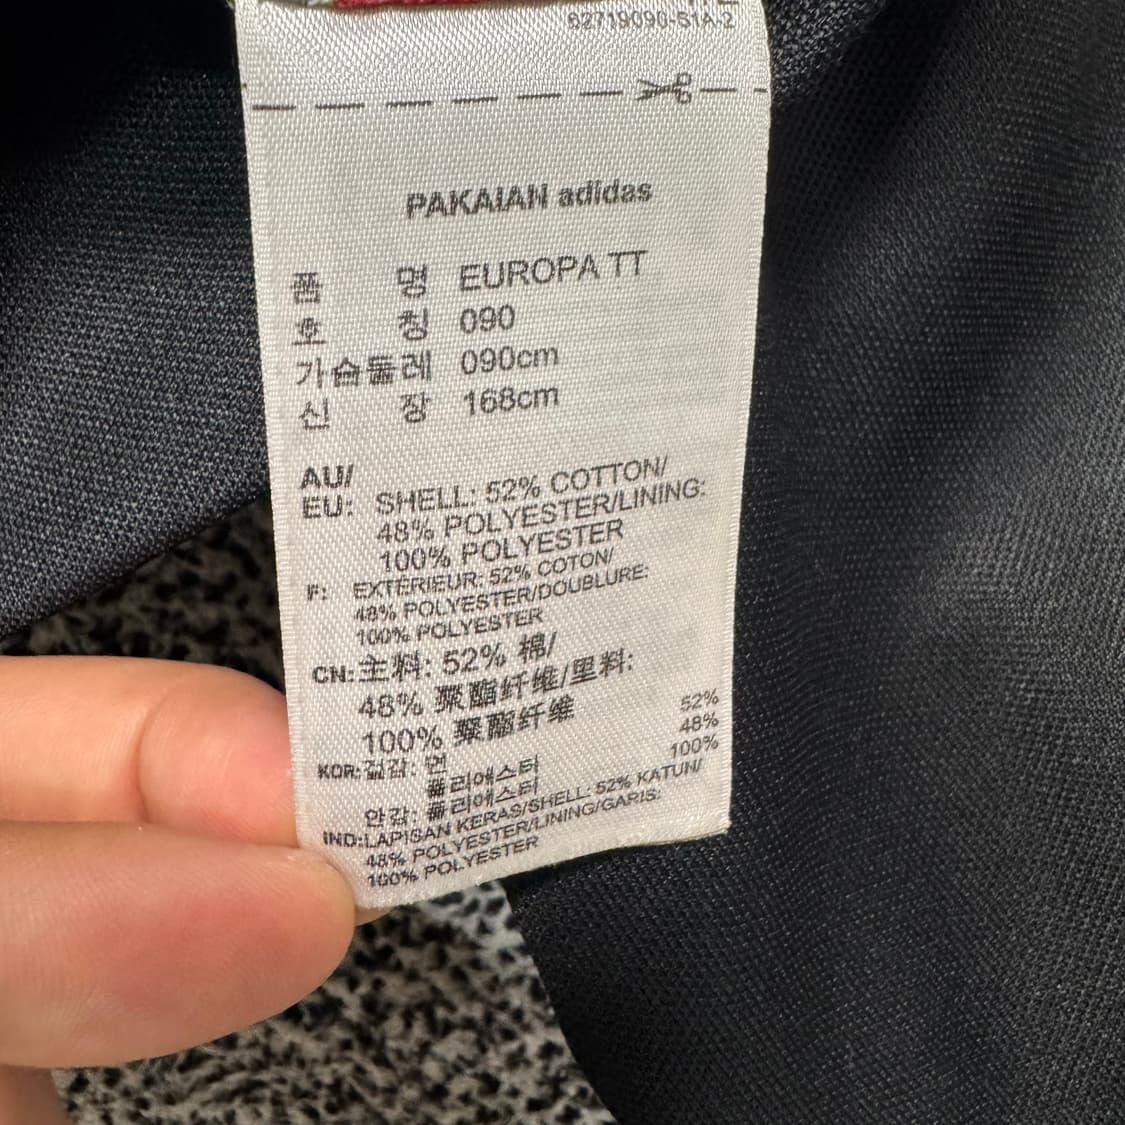 62719090-S1A-2
PAKAIAN adidas
품 명 EUROPA TT
호 칭 090
가슴둘레 090cm
신 장 168cm
AU/
EU: SHELL: 52% COTTON/
48% POLYESTER/LINING:
100% POLYESTER
F: EXTÉRIEUR: 52% COTON/
48% POLYESTER/DOUBLURE:
100% POLYESTER
CN: 主料: 52% 棉/
48% 聚酯纤维/里料:
100% 聚酯纤维
KOR: 겉감: 면 52%
폴리에스터 48%
안감: 폴리에스터 100%
IND: LAPISAN KERAS/SHELL: 52% KATUN/
48% POLYESTER/LINING/GARIS:
100% POLYESTER